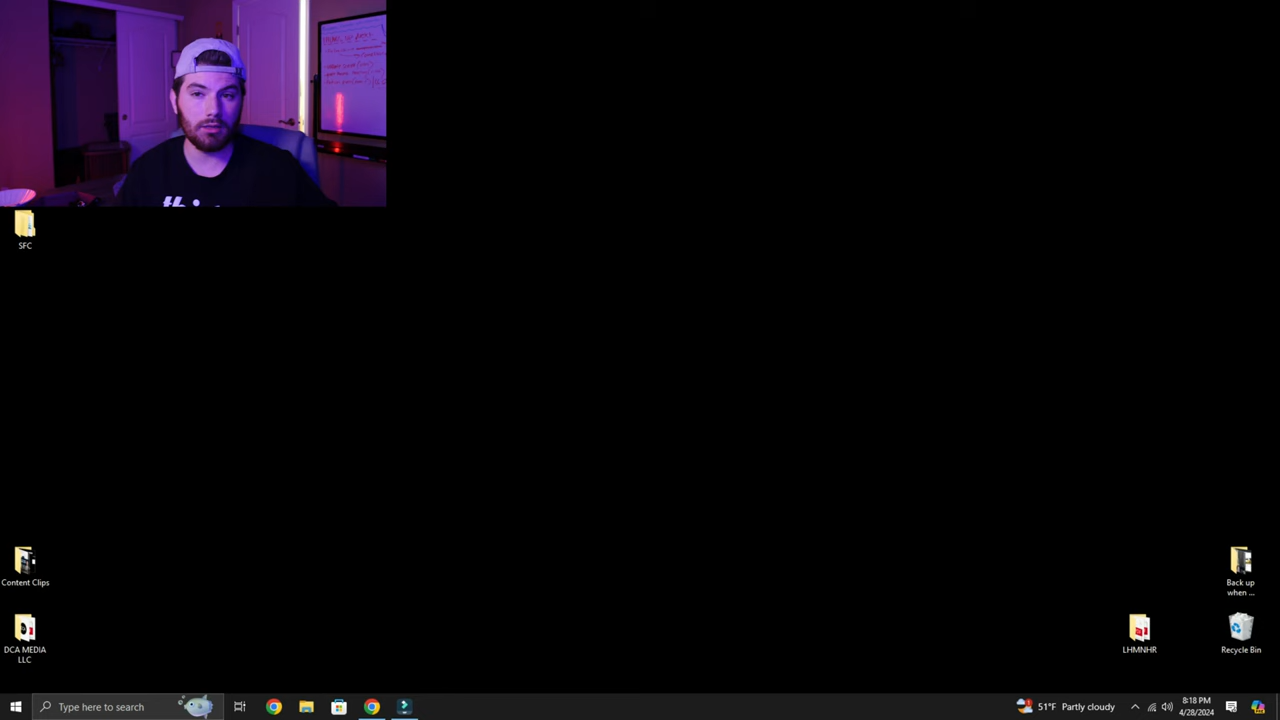 SFC
Content Clips
DCA MEDIA
LLC
Back up
when ...
LHMNHR
Recycle Bin
Type here to search
51°F Partly cloudy
8:18 PM
4/28/2024